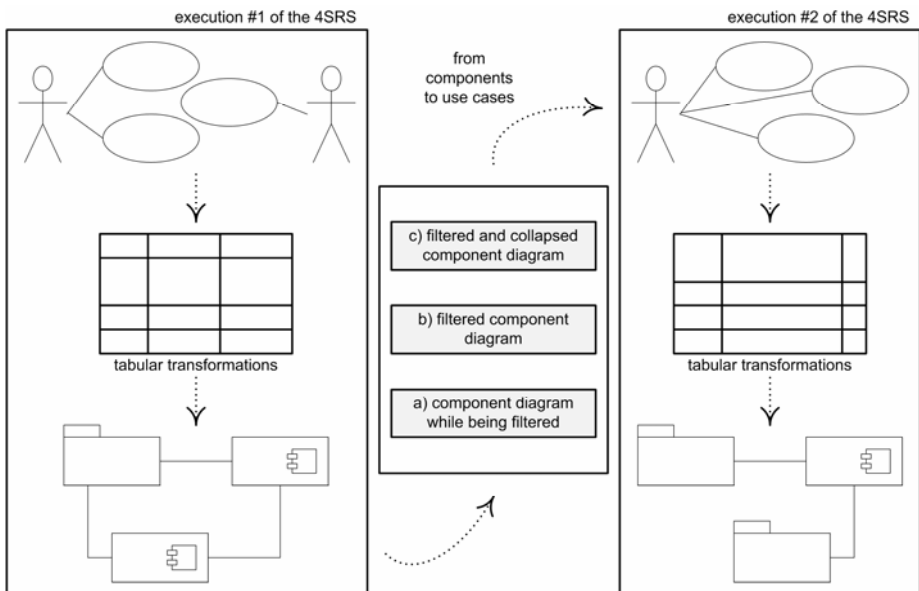 execution #1 of the 4SRS
tabular transformations
from
components
to use cases
c) filtered and collapsed
component diagram
b) filtered component
diagram
a) component diagram
while being filtered
execution #2 of the 4SRS
tabular transformations